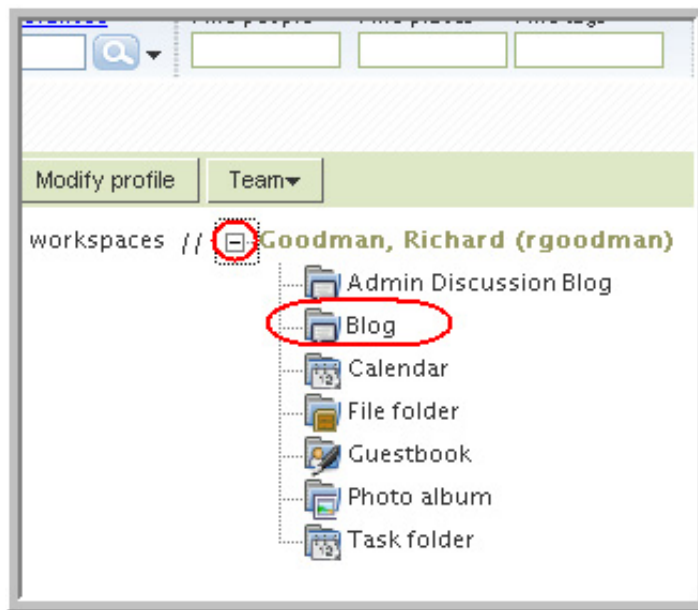 Modify profile Team
workspaces // Goodman, Richard (rgoodman)
Admin Discussion Blog
Blog
Calendar
File folder
Guestbook
Photo album
Task folder